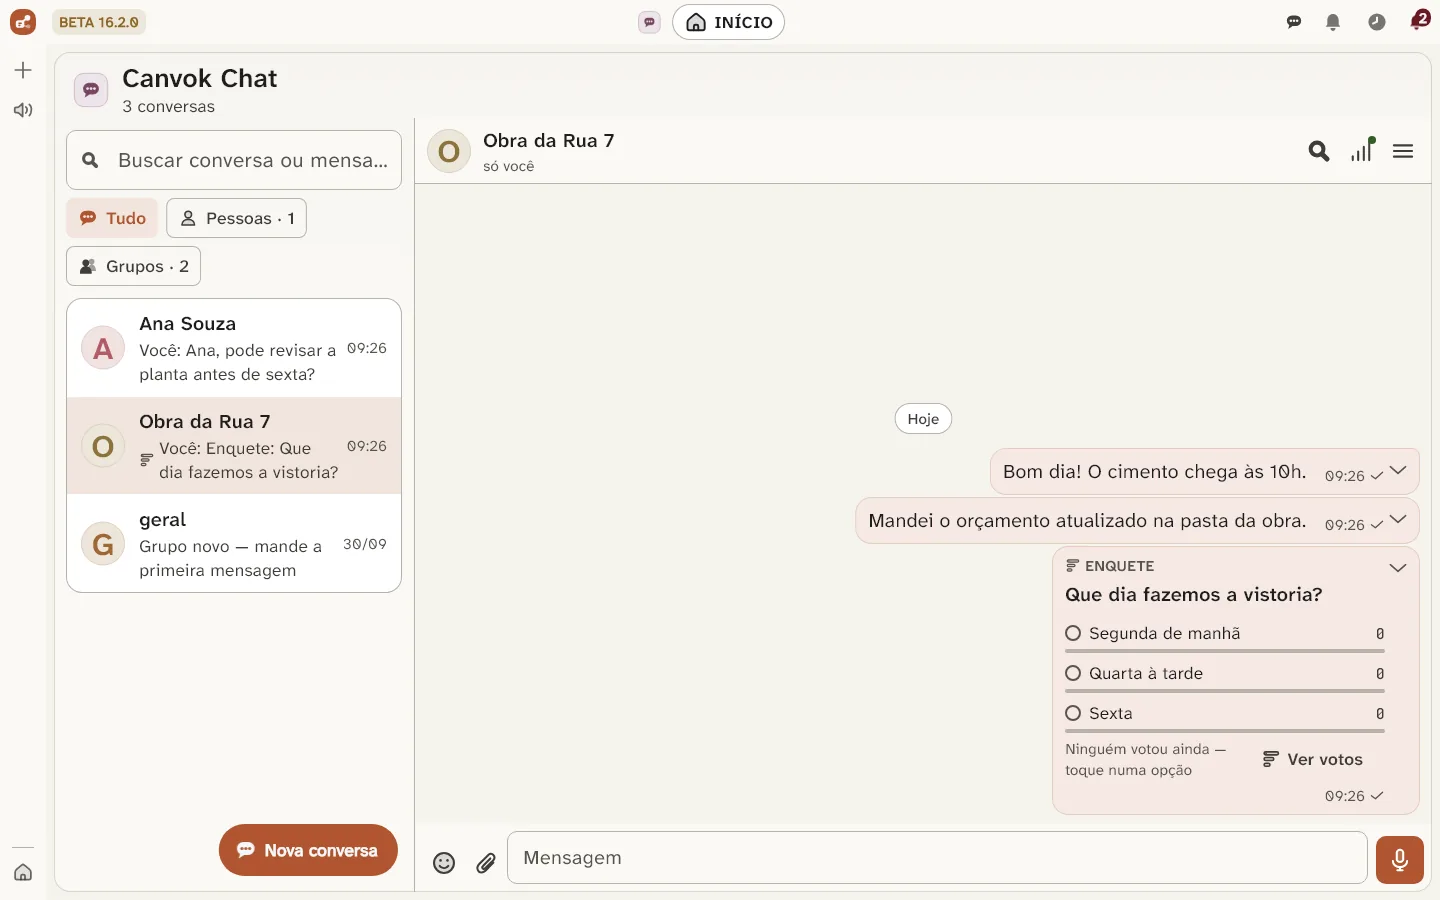 BETA 16.2.0
INÍCIO
2
Canvok Chat
3 conversas
Buscar conversa ou mensa...
Tudo
Pessoas · 1
Grupos · 2
A
Ana Souza
Você: Ana, pode revisar a
planta antes de sexta?
09:26
O
Obra da Rua 7
Você: Enquete: Que
dia fazemos a vistoria?
09:26
G
geral
Grupo novo — mande a
primeira mensagem
30/09
Nova conversa
O
Obra da Rua 7
só você
Hoje
Bom dia! O cimento chega às 10h. 09:26
Mandei o orçamento atualizado na pasta da obra. 09:26
ENQUETE
Que dia fazemos a vistoria?
Segunda de manhã 0
Quarta à tarde 0
Sexta 0
Ninguém votou ainda —
toque numa opção
Ver votos
09:26
Mensagem